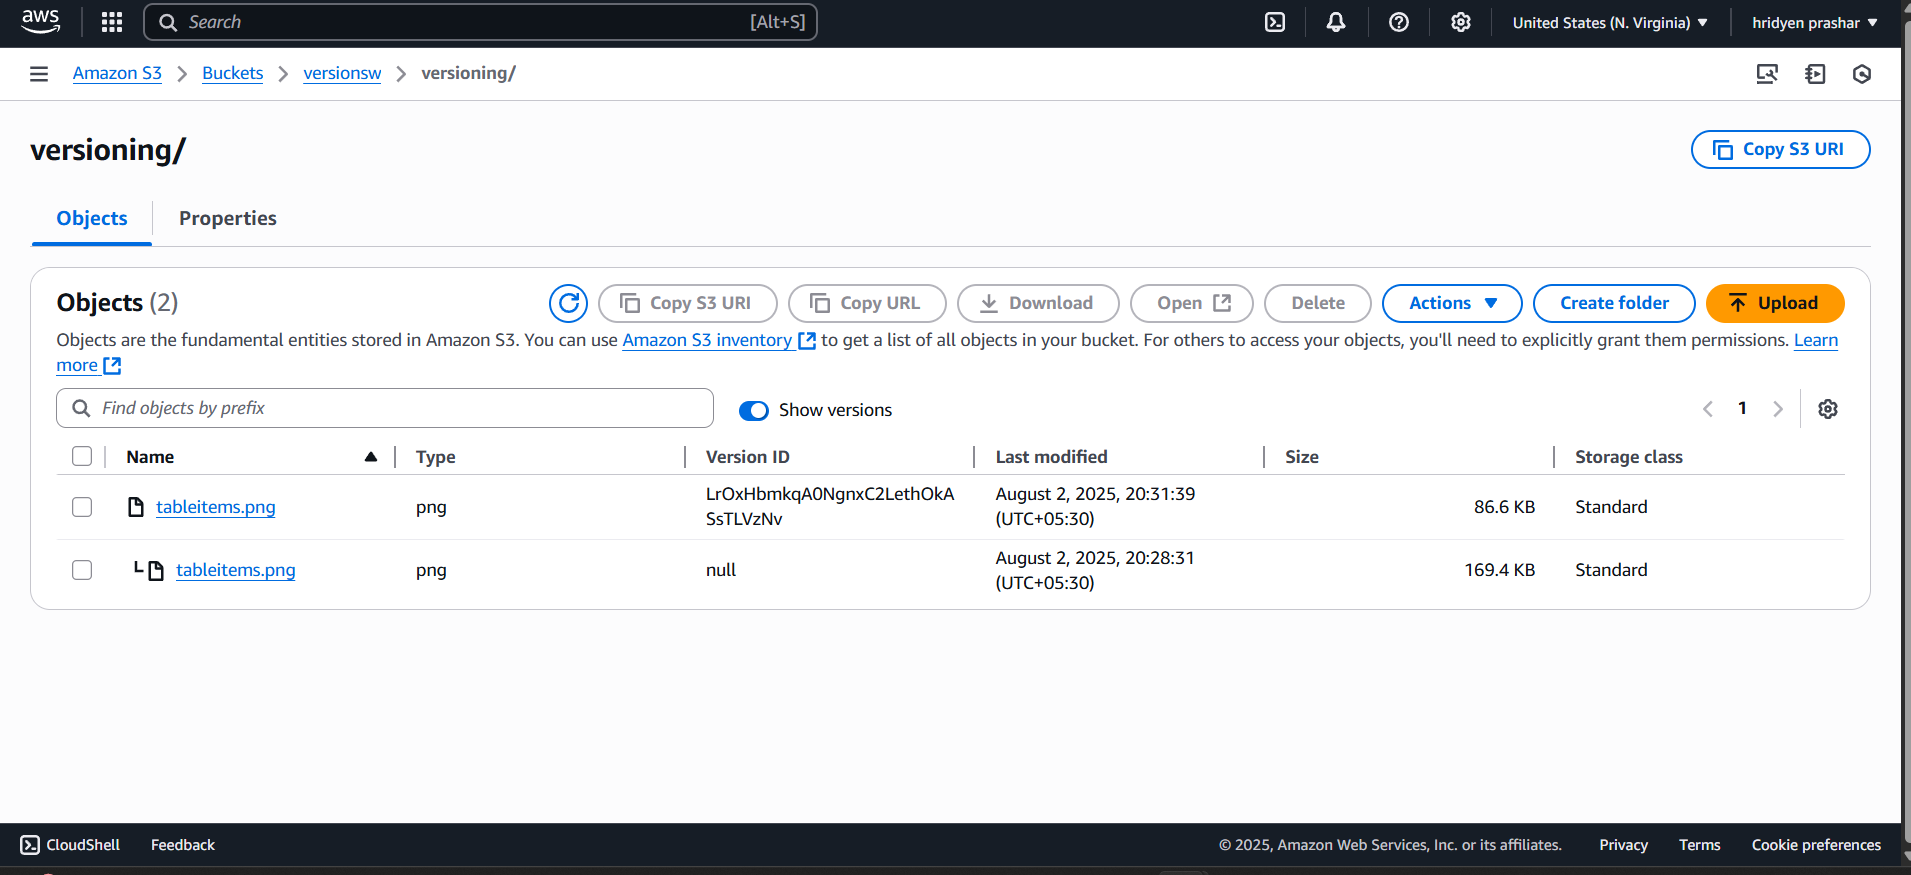 aws Search [Alt+S] United States (N. Virginia) hridyen prashar
Amazon S3 Buckets versionsw versioning/
versioning/
Copy S3 URI
Objects Properties
Objects (2) Copy S3 URI Copy URL Download Open Delete Actions Create folder Upload
Objects are the fundamental entities stored in Amazon S3. You can use Amazon S3 inventory to get a list of all objects in your bucket. For others to access your objects, you'll need to explicitly grant them permissions. Learn
more
Find objects by prefix Show versions 1
Name Type Version ID Last modified Size Storage class
tableitems.png png LrOxHbmkqA0NgnxC2LethOkA
SsTLVzNv August 2, 2025, 20:31:39
(UTC+05:30) 86.6 KB Standard
tableitems.png png null August 2, 2025, 20:28:31
(UTC+05:30) 169.4 KB Standard
CloudShell Feedback © 2025, Amazon Web Services, Inc. or its affiliates. Privacy Terms Cookie preferences